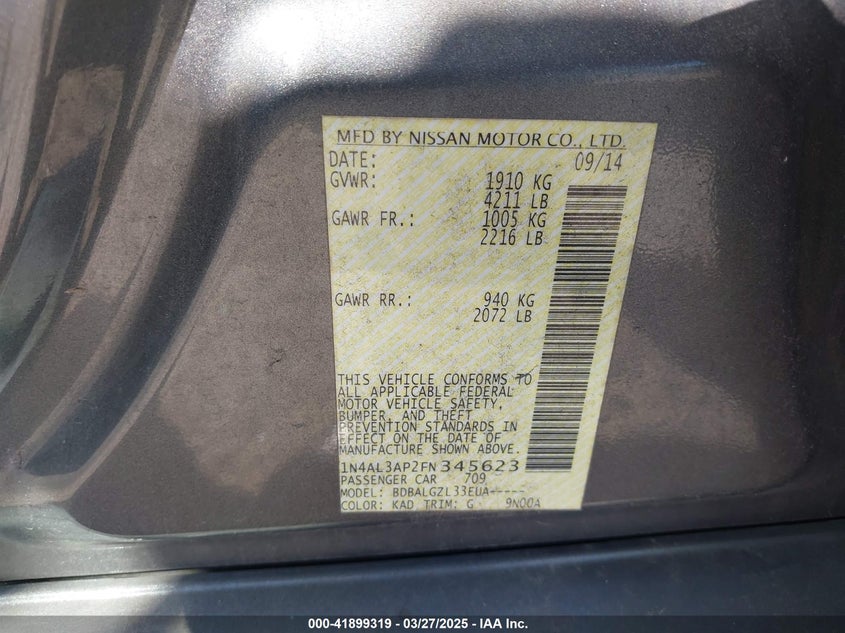 MFD BY NISSAN MOTOR CO., LTD.
DATE: 09/14
GVWR: 1910 KG
4211 LB
GAWR FR.: 1005 KG
2216 LB
GAWR RR.: 940 KG
2072 LB
THIS VEHICLE CONFORMS TO
ALL APPLICABLE FEDERAL
MOTOR VEHICLE SAFETY,
BUMPER, AND THEFT
PREVENTION STANDARDS IN
EFFECT ON THE DATE OF
MANUFACTURE SHOWN ABOVE.
1N4AL3AP2FN345623
PASSENGER CAR 709
MODEL: BDBALGZL33EUA-----
COLOR: KAD TRIM: G 9N00A
000-41899319 - 03/27/2025 - IAA Inc.